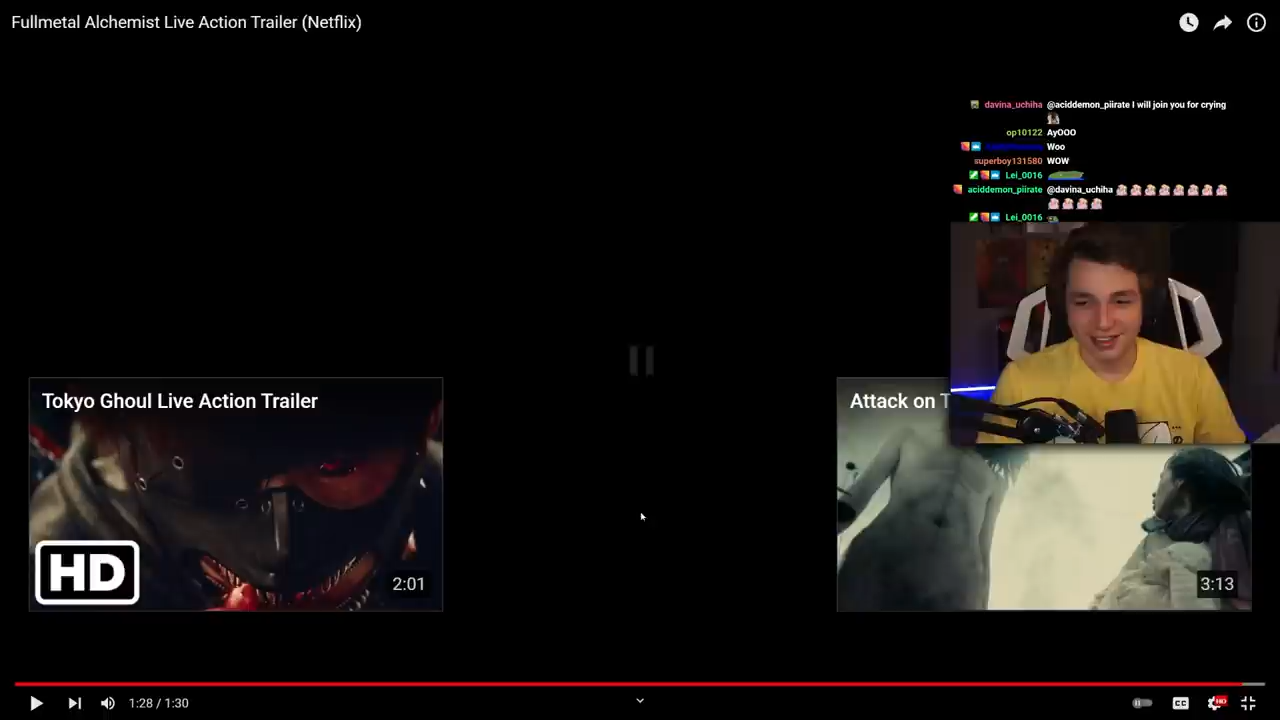 Fullmetal Alchemist Live Action Trailer (Netflix)
davina_uchiha @aciddemon_piirate I will join you for crying
op10122 AyOOO
Woo
superboy131580 WOW
Lei_0016
aciddemon_piirate @davina_uchiha
Lei_0016
Tokyo Ghoul Live Action Trailer
HD
2:01
Attack on T
3:13
1:28 / 1:30
CC
HD